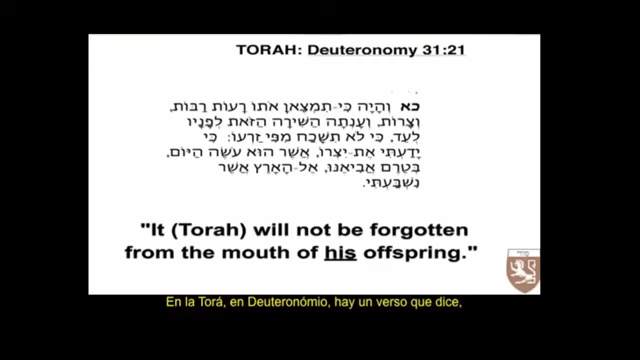 TORAH: Deuteronomy 31:21
כא וְהָיָה כִּי-תִמְצֶאןָ אֹתוֹ רָעוֹת רַבּוֹת,
וְצָרוֹת, וְעָנְתָה הַשִּׁירָה הַזֹּאת לְפָנָיו
לְעֵד, כִּי לֹא תִשָּׁכַח מִפִּי זַרְעוֹ: כִּי
יָדַעְתִּי אֶת-יִצְרוֹ, אֲשֶׁר הוּא עֹשֶׂה הַיּוֹם,
בְּטֶרֶם אֲבִיאֶנּוּ, אֶל-הָאָרֶץ אֲשֶׁר
נִשְׁבָּעְתִּי.
"It (Torah) will not be forgotten
from the mouth of his offspring."
En la Torá, en Deuteronómio, hay un verso que dice,